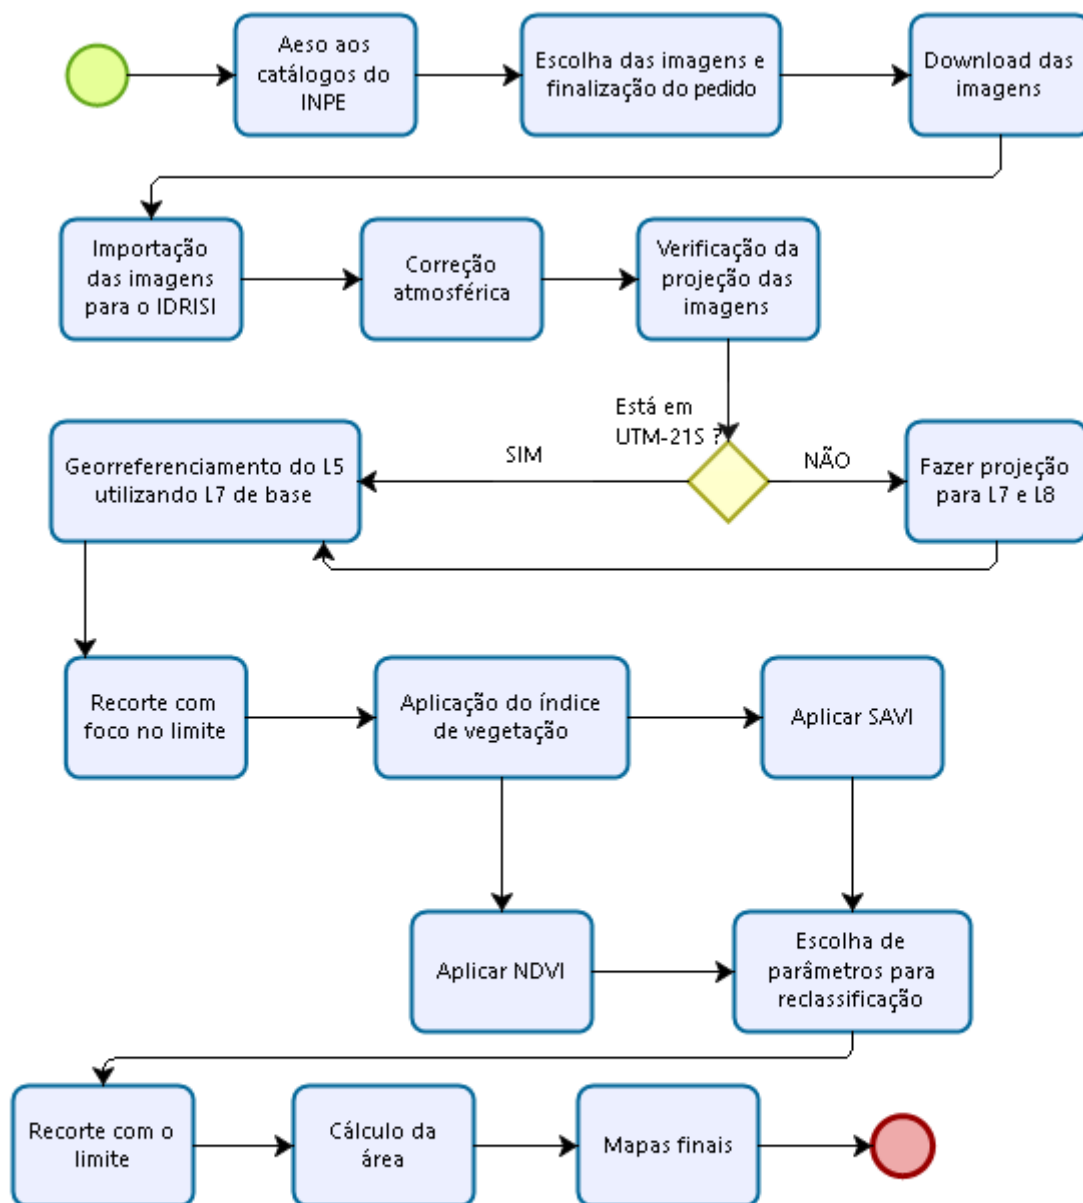 Aeso aos
catálogos do
INPE
Escolha das imagens e
finalização do pedido
Download das
imagens
Importação
das imagens
para o IDRISI
Correção
atmosférica
Verificação da
projeção das
imagens
Está em
UTM-21S ?
SIM
NÃO
Georreferenciamento do L5
utilizando L7 de base
Fazer projeção
para L7 e L8
Recorte com
foco no limite
Aplicação do índice
de vegetação
Aplicar SAVI
Aplicar NDVI
Escolha de
parâmetros para
reclassificação
Recorte com o
limite
Cálculo da
área
Mapas finais